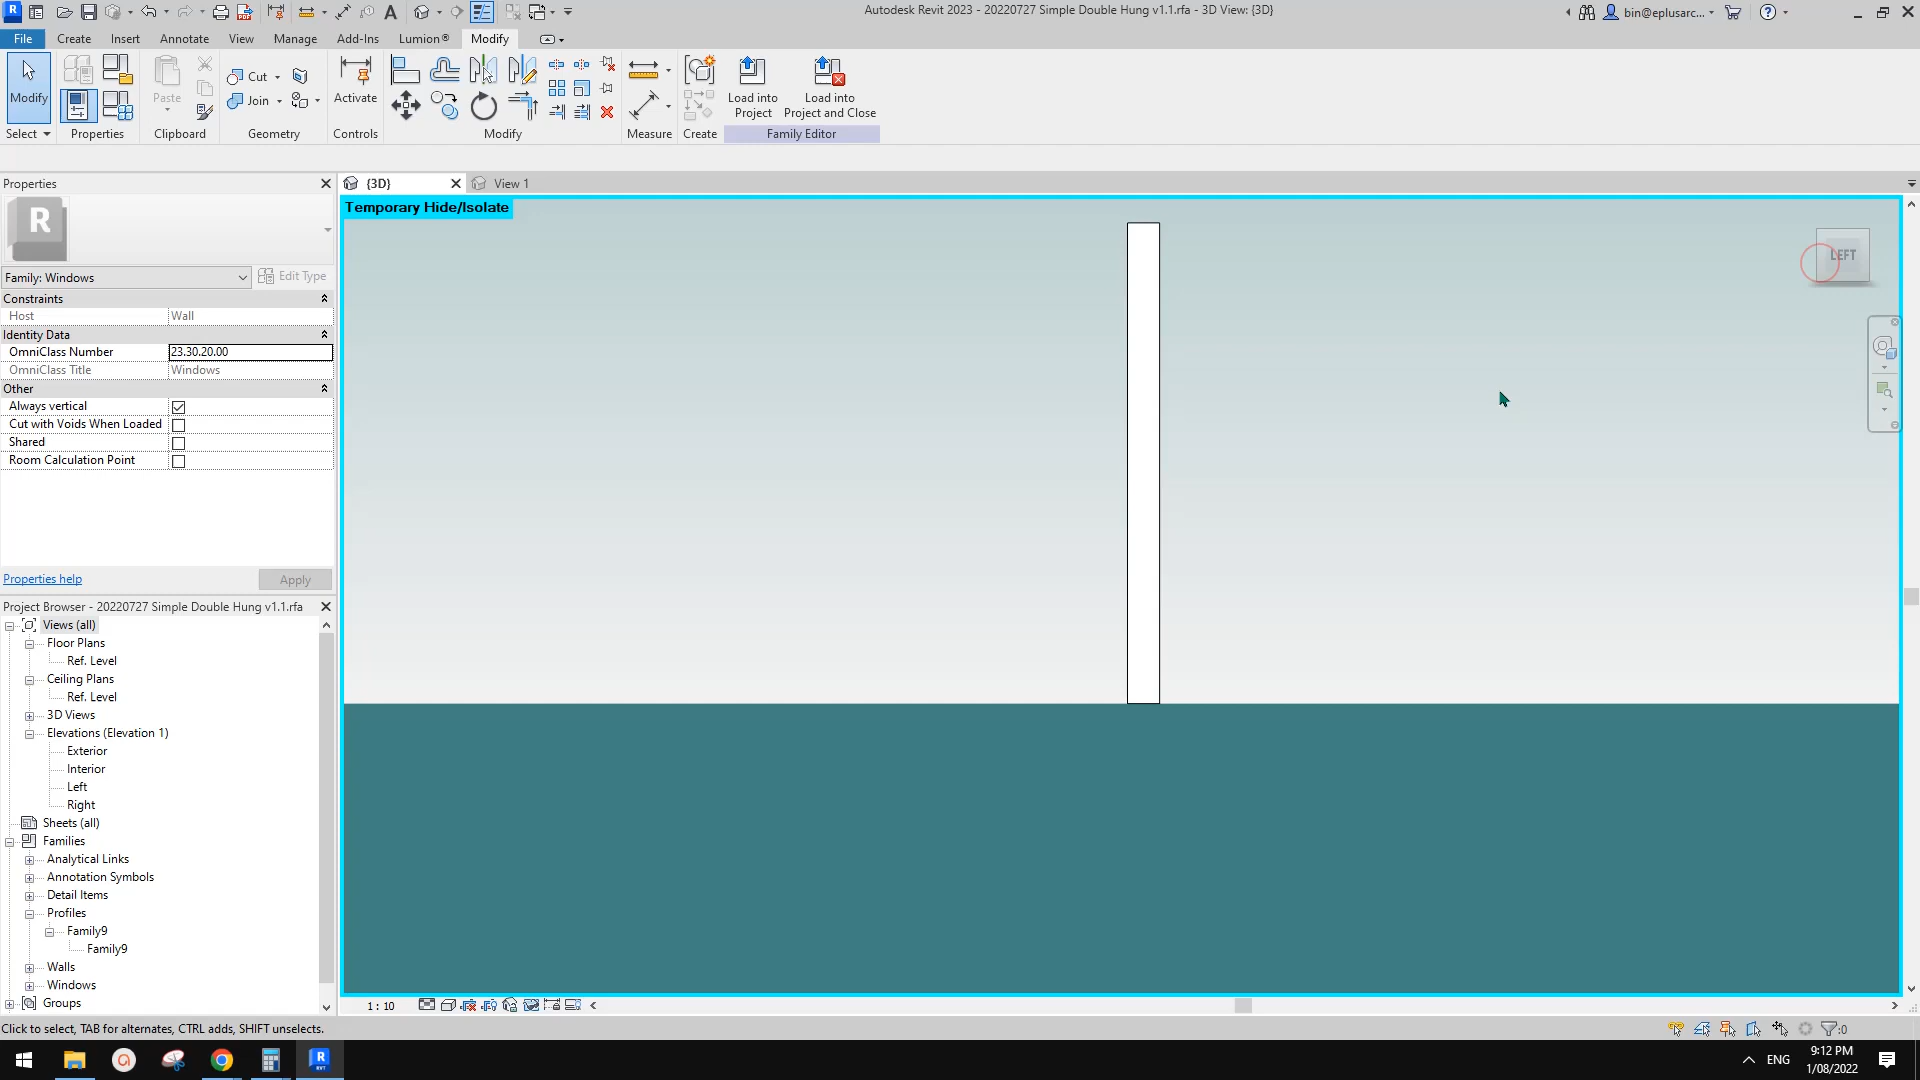 Autodesk Revit 2023 - 20220727 Simple Double Hung v1.1.rfa - 3D View: {3D}
bin@eplusarc...
File
Create
Insert
Annotate
View
Manage
Add-Ins
Lumion®
Modify
Modify
Paste
Cut
Join
Activate
Load into
Project
Load into
Project and Close
Select
Properties
Clipboard
Geometry
Controls
Modify
Measure
Create
Family Editor
Properties
{3D}
View 1
R
Temporary Hide/Isolate
LEFT
Family: Windows
Edit Type
Constraints
Host
Wall
Identity Data
OmniClass Number
23.30.20.00
OmniClass Title
Windows
Other
Always vertical
Cut with Voids When Loaded
Shared
Room Calculation Point
Properties help
Apply
Project Browser - 20220727 Simple Double Hung v1.1.rfa
Views (all)
Floor Plans
Ref. Level
Ceiling Plans
Ref. Level
3D Views
Elevations (Elevation 1)
Exterior
Interior
Left
Right
Sheets (all)
Families
Analytical Links
Annotation Symbols
Detail Items
Profiles
Family9
Family9
Walls
Windows
Groups
1 : 10
Click to select, TAB for alternates, CTRL adds, SHIFT unselects.
:0
ENG
9:12 PM
1/08/2022